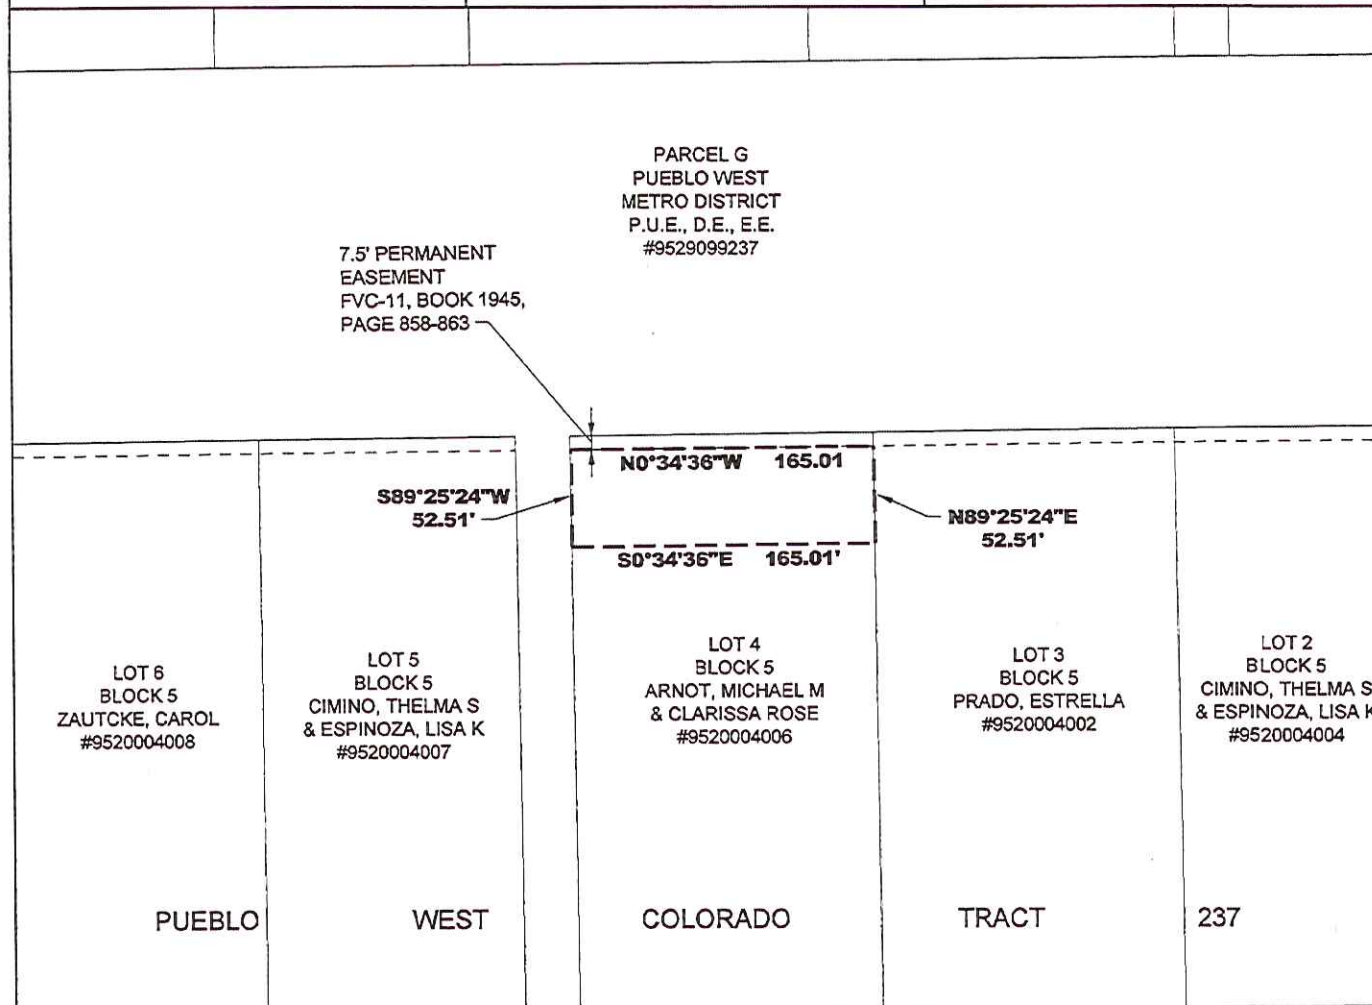 PARCEL G
PUEBLO WEST
METRO DISTRICT
P.U.E., D.E., E.E.
#9529099237
7.5' PERMANENT
EASEMENT
FVC-11, BOOK 1945,
PAGE 858-863
N0°34'36"W 165.01
S89°25'24"W
52.51'
N89°25'24"E
52.51'
S0°34'36"E 165.01'
LOT 6
BLOCK 5
ZAUTCKE, CAROL
#9520004008
LOT 5
BLOCK 5
CIMINO, THELMA S
& ESPINOZA, LISA K
#9520004007
LOT 4
BLOCK 5
ARNOT, MICHAEL M
& CLARISSA ROSE
#9520004006
LOT 3
BLOCK 5
PRADO, ESTRELLA
#9520004002
LOT 2
BLOCK 5
CIMINO, THELMA S
& ESPINOZA, LISA K
#9520004004
PUEBLO WEST COLORADO TRACT 237